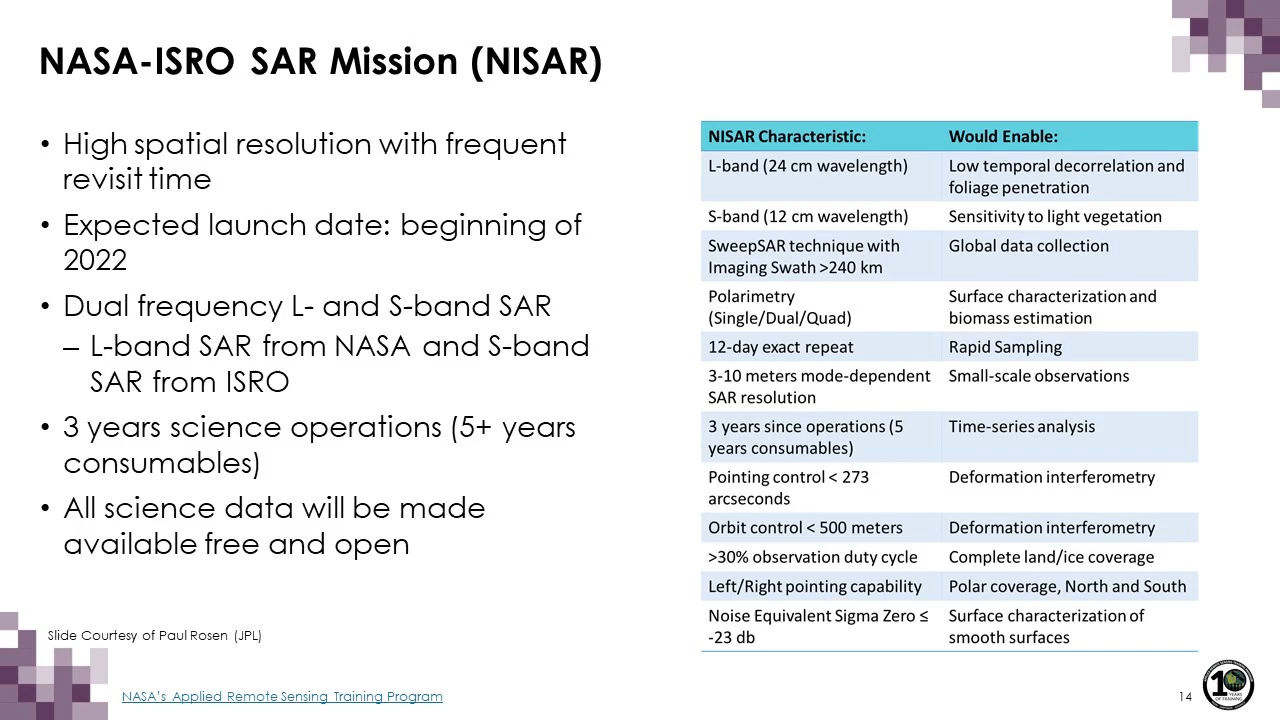 NASA-ISRO SAR Mission (NISAR)
• High spatial resolution with frequent
revisit time
• Expected launch date: beginning of
2022
• Dual frequency L- and S-band SAR
– L-band SAR from NASA and S-band
SAR from ISRO
• 3 years science operations (5+ years
consumables)
• All science data will be made
available free and open
NISAR Characteristic: Would Enable:
L-band (24 cm wavelength) Low temporal decorrelation and
foliage penetration
S-band (12 cm wavelength) Sensitivity to light vegetation
SweepSAR technique with Global data collection
Imaging Swath >240 km
Polarimetry Surface characterization and
(Single/Dual/Quad) biomass estimation
12-day exact repeat Rapid Sampling
3-10 meters mode-dependent Small-scale observations
SAR resolution
3 years since operations (5 Time-series analysis
years consumables)
Pointing control < 273 Deformation interferometry
arcseconds
Orbit control < 500 meters Deformation interferometry
>30% observation duty cycle Complete land/ice coverage
Left/Right pointing capability Polar coverage, North and South
Noise Equivalent Sigma Zero ≤ Surface characterization of
-23 db smooth surfaces
Slide Courtesy of Paul Rosen (JPL)
NASA's Applied Remote Sensing Training Program
14
10
YEARS
OF TRAINING